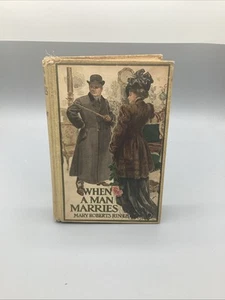 WHEN
A MAN
MARRIES
MARY ROBERTS RINEHART